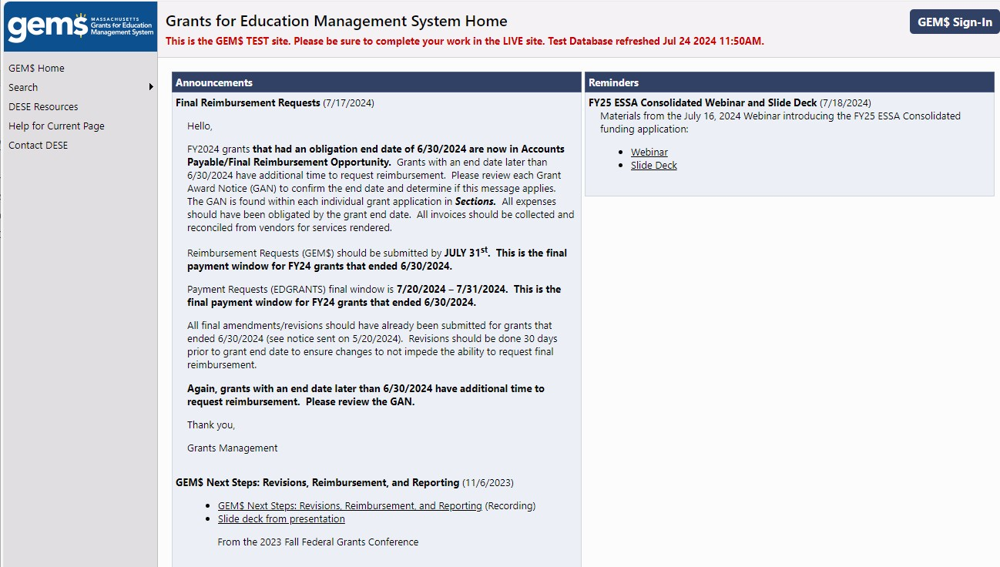 gem$ MASSACHUSETTS
Grants for Education
Management System
Grants for Education Management System Home
This is the GEM$ TEST site. Please be sure to complete your work in the LIVE site. Test Database refreshed Jul 24 2024 11:50AM.
GEM$ Sign-In
GEM$ Home
Search
DESE Resources
Help for Current Page
Contact DESE
Announcements
Final Reimbursement Requests (7/17/2024)
Hello,
FY2024 grants that had an obligation end date of 6/30/2024 are now in Accounts
Payable/Final Reimbursement Opportunity. Grants with an end date later than
6/30/2024 have additional time to request reimbursement. Please review each Grant
Award Notice (GAN) to confirm the end date and determine if this message applies.
The GAN is found within each individual grant application in Sections. All expenses
should have been obligated by the grant end date. All invoices should be collected and
reconciled from vendors for services rendered.
Reimbursement Requests (GEM$) should be submitted by JULY 31st. This is the final
payment window for FY24 grants that ended 6/30/2024.
Payment Requests (EDGRANTS) final window is 7/20/2024 – 7/31/2024. This is the
final payment window for FY24 grants that ended 6/30/2024.
All final amendments/revisions should have already been submitted for grants that
ended 6/30/2024 (see notice sent on 5/20/2024). Revisions should be done 30 days
prior to grant end date to ensure changes to not impede the ability to request final
reimbursement.
Again, grants with an end date later than 6/30/2024 have additional time to
request reimbursement. Please review the GAN.
Thank you,
Grants Management
GEM$ Next Steps: Revisions, Reimbursement, and Reporting (11/6/2023)
• GEM$ Next Steps: Revisions, Reimbursement, and Reporting (Recording)
• Slide deck from presentation
From the 2023 Fall Federal Grants Conference
Reminders
FY25 ESSA Consolidated Webinar and Slide Deck (7/18/2024)
Materials from the July 16, 2024 Webinar introducing the FY25 ESSA Consolidated
funding application:
• Webinar
• Slide Deck